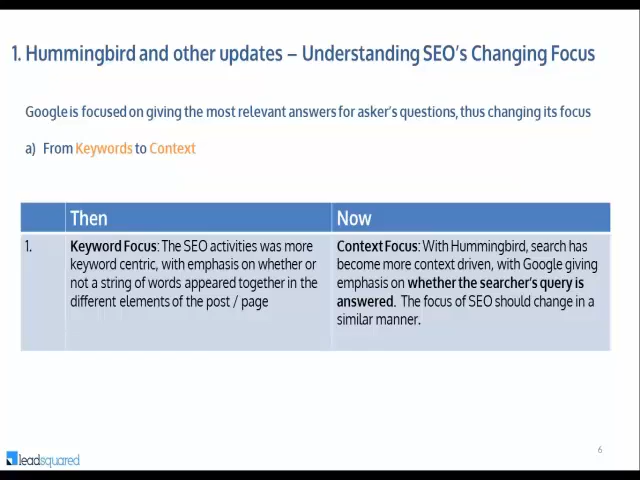 1. Hummingbird and other updates – Understanding SEO's Changing Focus
Google is focused on giving the most relevant answers for asker's questions, thus changing its focus
a) From Keywords to Context
Then
Now
1.
Keyword Focus: The SEO activities was more
keyword centric, with emphasis on whether or
not a string of words appeared together in the
different elements of the post / page
Context Focus: With Hummingbird, search has
become more context driven, with Google giving
emphasis on whether the searcher's query is
answered. The focus of SEO should change in a
similar manner.
6
leadsquared